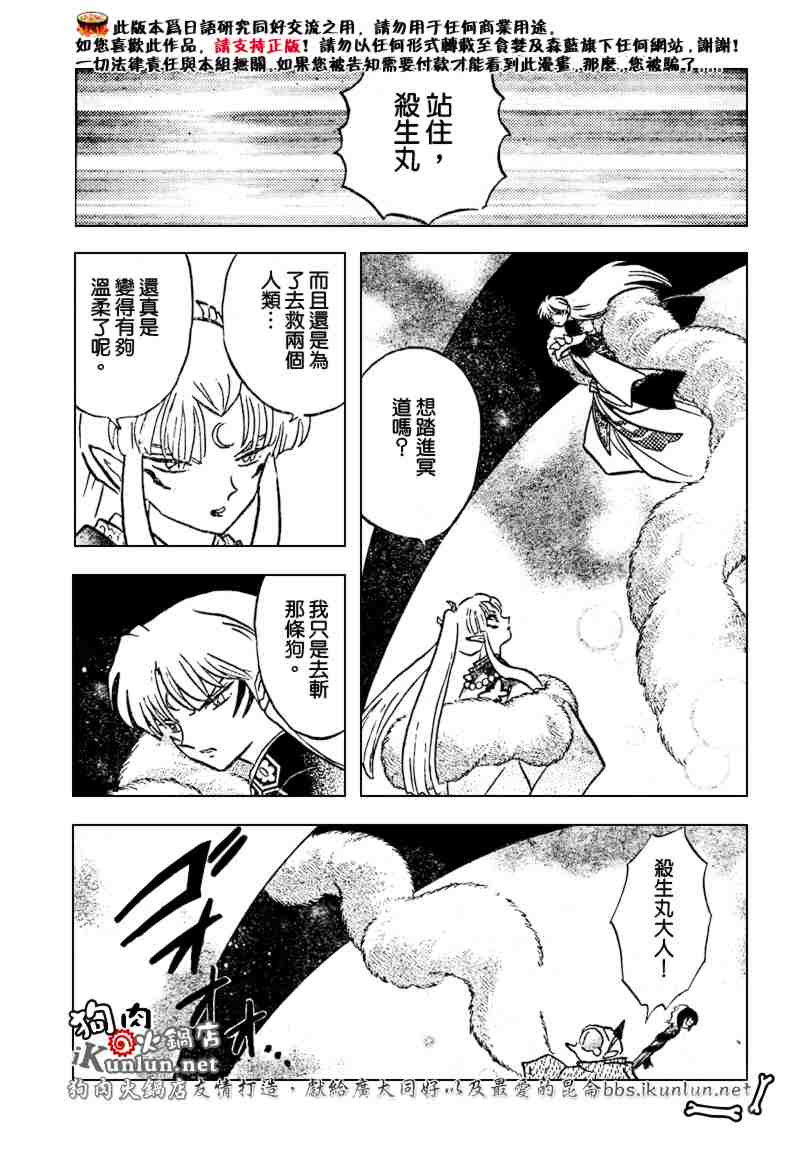 此版本爲日語研究同好交流之用，請勿用于任何商業用途。
如您喜歡此作品，請支持正版！請勿以任何形式轉載至貪婪及森藍旗下任何網站，謝謝！
一切法律責任與本組無關，如果您被告知需要付款才能看到此漫畫，那麼，您被騙了……
站住，
殺生丸
想踏進冥
道嗎？
而且還是為
了去救兩個
人類…
還真是
變得有夠
溫柔了呢。
我只是去斬
那條狗。
殺生丸大人！
ゴオオ…
狗肉火鍋店
iKunlun.net
狗肉火鍋店友情打造，獻給廣大同好以及最愛的昆侖bbs.ikunlun.net